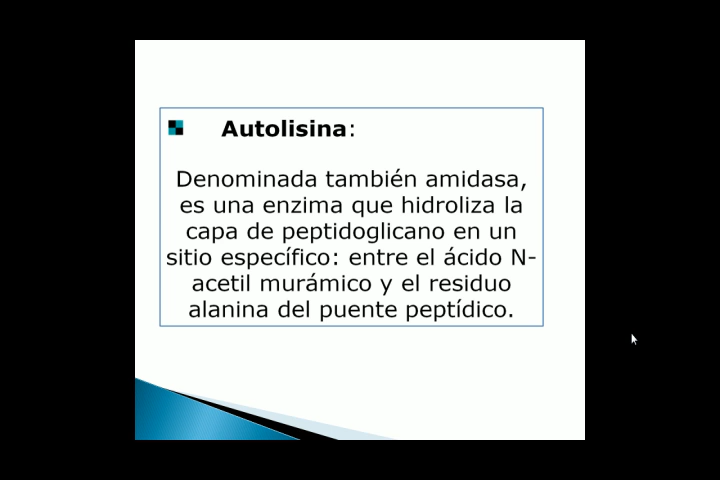 Autolisina:
Denominada también amidasa,
es una enzima que hidroliza la
capa de peptidoglicano en un
sitio específico: entre el ácido N-
acetil murámico y el residuo
alanina del puente peptídico.